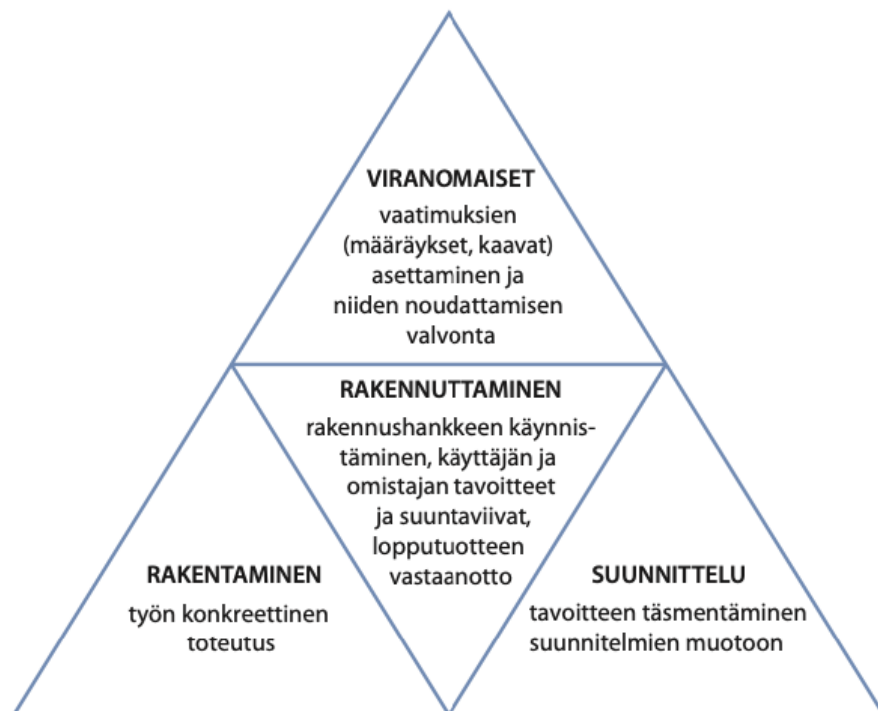 VIRANOMAISET
vaatimuksien
(määräykset, kaavat)
asettaminen ja
niiden noudattamisen
valvonta
RAKENNUTTAMINEN
rakennushankkeen käynnis-
täminen, käyttäjän ja
omistajan tavoitteet
ja suuntaviivat,
lopputuotteen
vastaanotto
RAKENTAMINEN
työn konkreettinen
toteutus
SUUNNITTELU
tavoitteen täsmentäminen
suunnitelmien muotoon